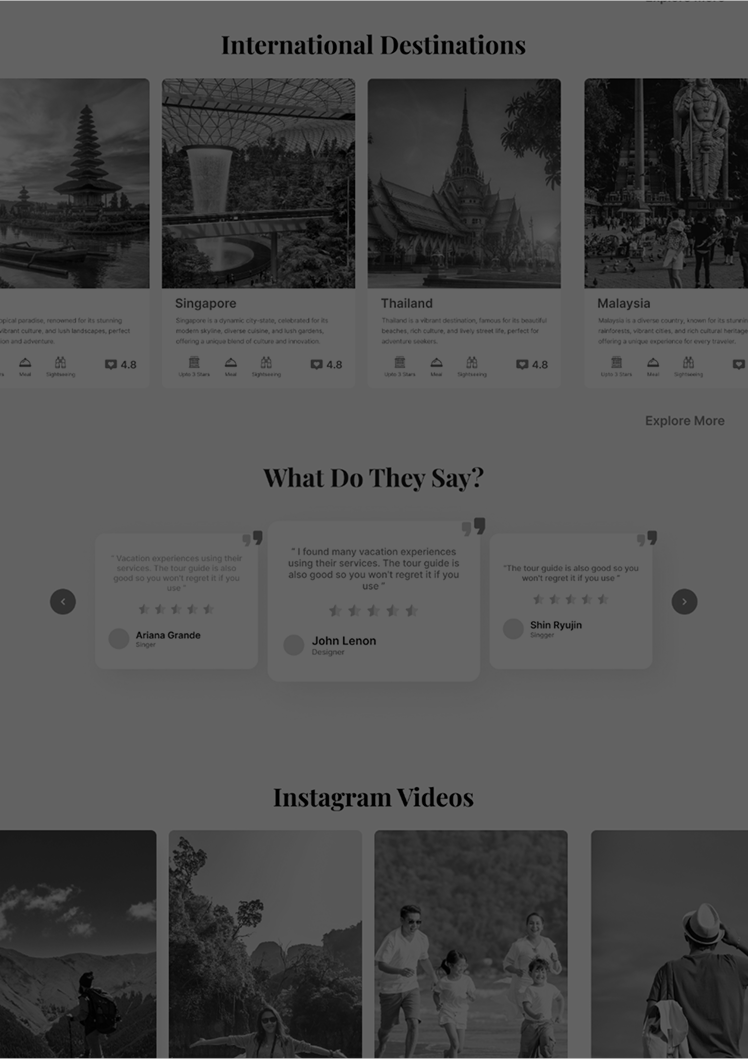 International Destinations
opical paradise, renowned for its stunning
vibrant culture, and lush landscapes, perfect
ion and adventure.
Meal
Sightseeing
4.8
Singapore
Singapore is a dynamic city-state, celebrated for its
modern skyline, diverse cuisine, and lush gardens,
offering a unique blend of culture and innovation.
Upto 3 Stars
Meal
Sightseeing
4.8
Thailand
Thailand is a vibrant destination, famous for its beautiful
beaches, rich culture, and lively street life, perfect for
adventure seekers.
Upto 3 Stars
Meal
Sightseeing
4.8
Malaysia
Malaysia is a diverse country, known for its stunni
rainforests, vibrant cities, and rich cultural heritage
offering a unique experience for every traveler.
Upto 3 Stars
Meal
Sightseeing
Explore More
What Do They Say?
" Vacation experiences using their
services. The tour guide is also
good so you won't regret it if you
use "
Ariana Grande
Singer
" I found many vacation experiences
using their services. The tour guide is
also good so you won't regret it if you
use "
John Lenon
Designer
"The tour guide is also good so you
won't regret it if you use "
Shin Ryujin
Singger
Instagram Videos